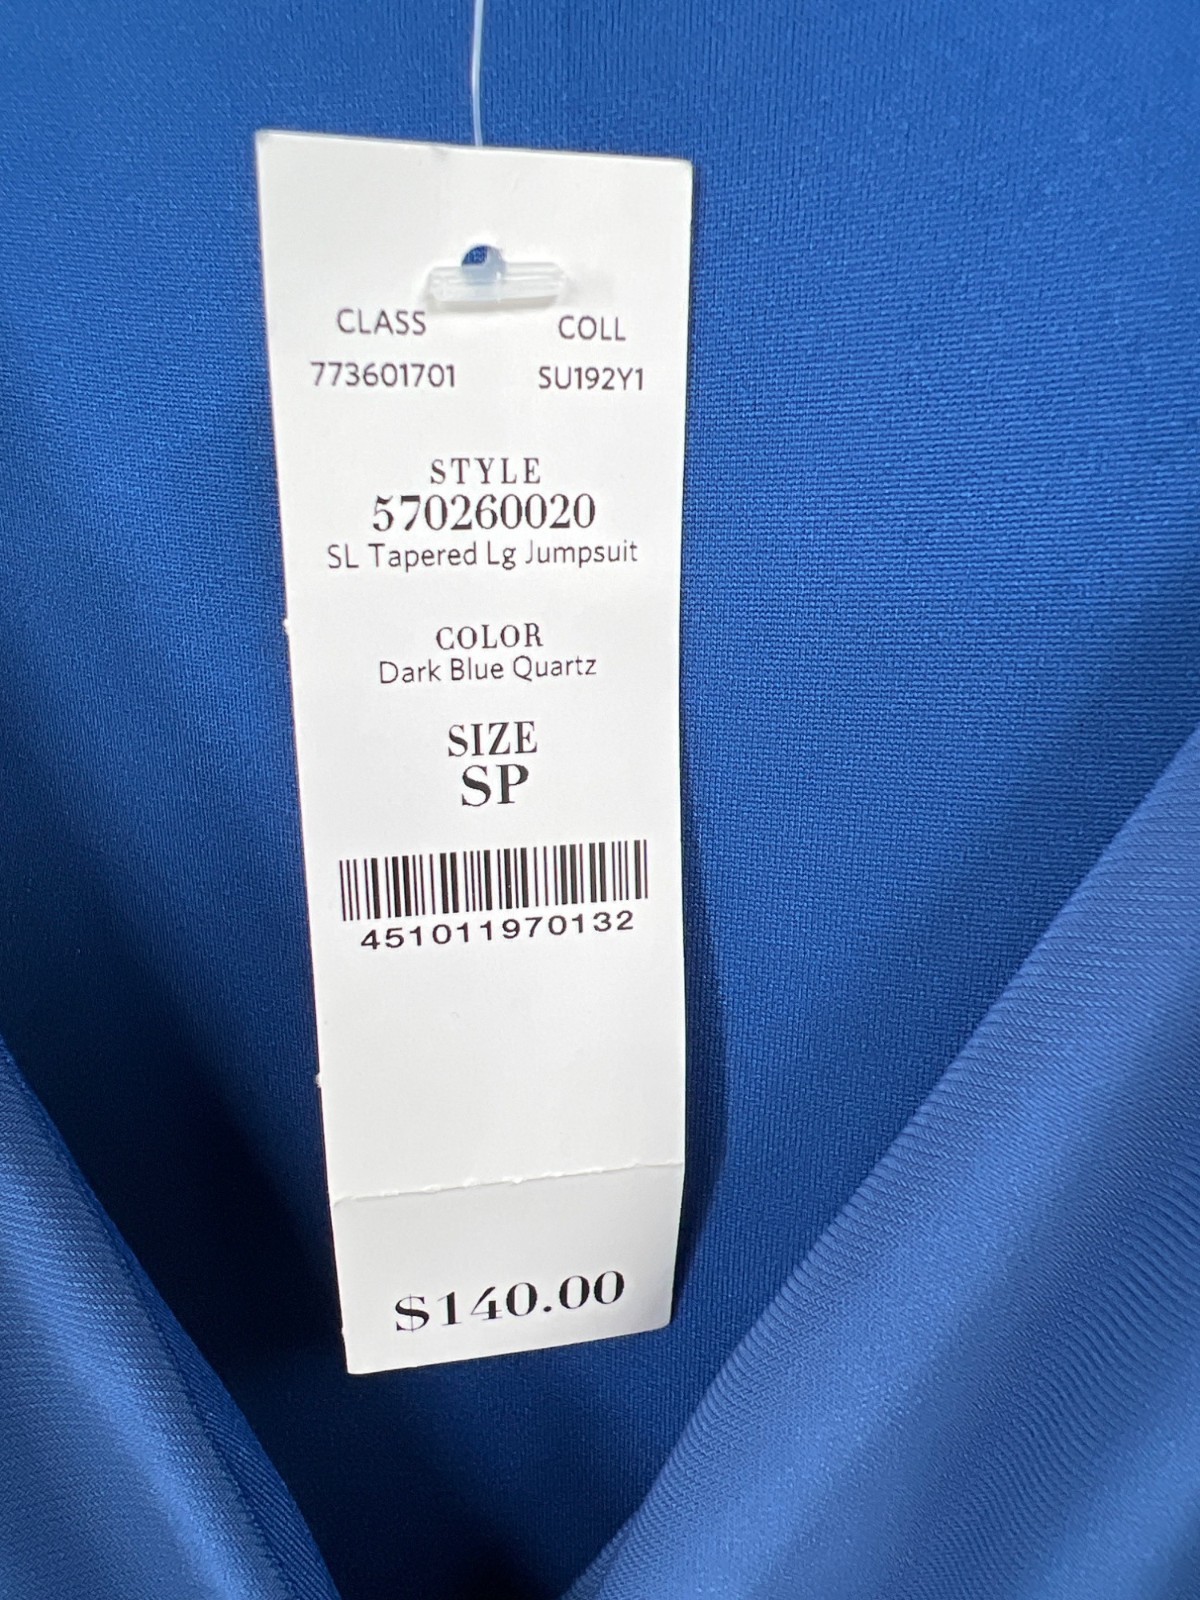 CLASS COLL
773601701 SU192Y1
STYLE
570260020
SL Tapered Lg Jumpsuit
COLOR
Dark Blue Quartz
SIZE
SP
451011970132
$140.00